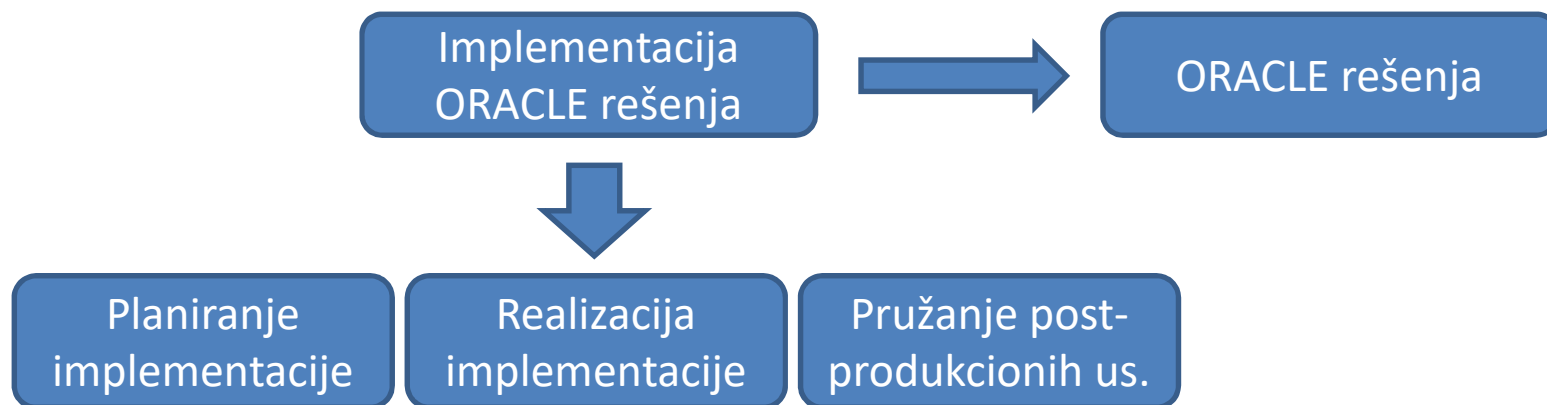 Implementacija
ORACLE rešenja
ORACLE rešenja
Planiranje
implementacije
Realizacija
implementacije
Pružanje post-
produkcionih us.